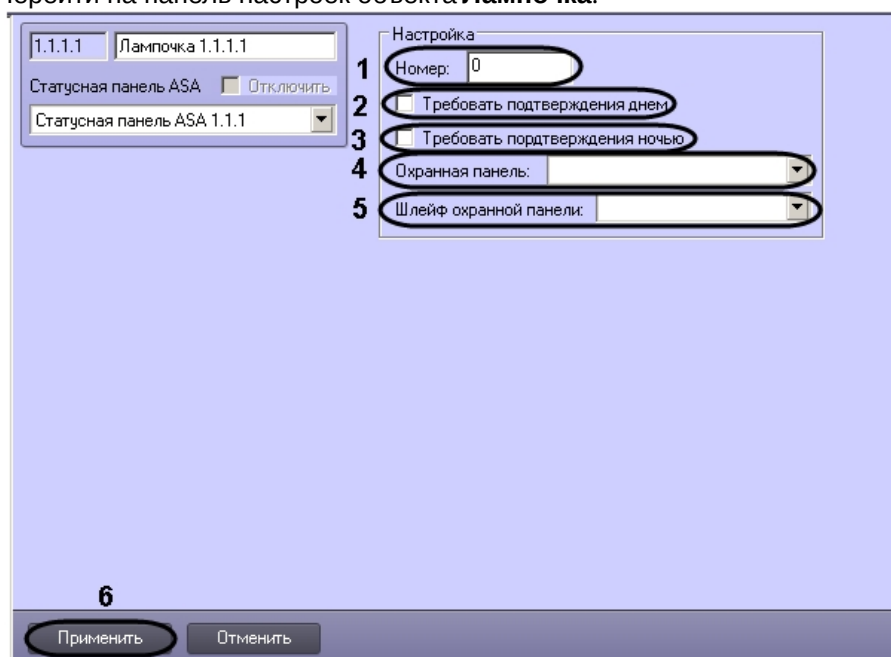 перейти на панель настроек объекта Лампочка.
1.1.1.1 Лампочка 1.1.1.1
Статусная панель ASA Отключить
Статусная панель ASA 1.1.1
Настройка
1 Номер: 0
2 Требовать подтверждения днем
3 Требовать пордтверждения ночью
4 Охранная панель:
5 Шлейф охранной панели:
6
Применить Отменить